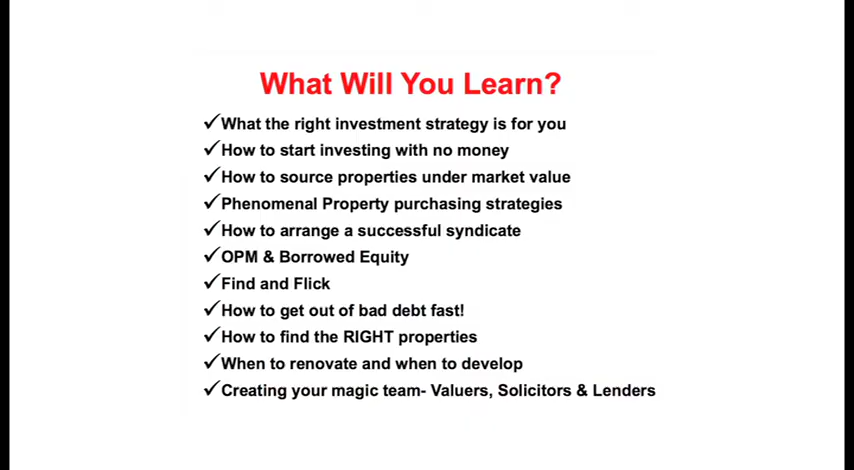 What Will You Learn?
✓What the right investment strategy is for you
✓How to start investing with no money
✓How to source properties under market value
✓Phenomenal Property purchasing strategies
✓How to arrange a successful syndicate
✓OPM & Borrowed Equity
✓Find and Flick
✓How to get out of bad debt fast!
✓How to find the RIGHT properties
✓When to renovate and when to develop
✓Creating your magic team- Valuers, Solicitors & Lenders